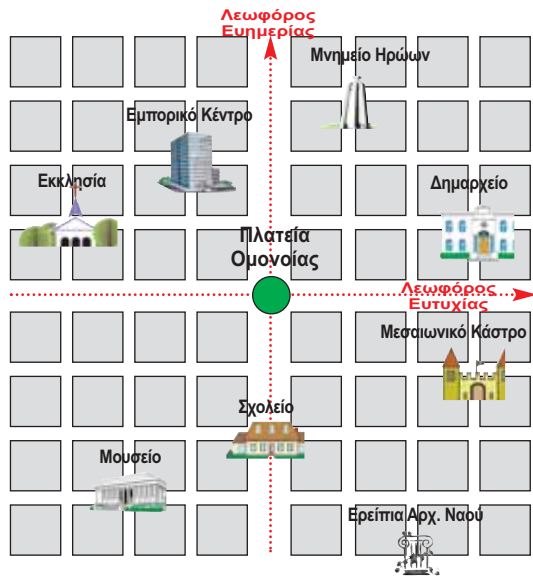 Λεωφόρος
Ευημερίας
Μνημείο Ηρώων
Εμπορικό Κέντρο
Εκκλησία
Δημαρχείο
Πλατεία
Ομονοίας
Λεωφόρος
Ευτυχίας
Μεσαιωνικό Κάστρο
Σχολείο
Μουσείο
Ερείπια Αρχ. Ναού